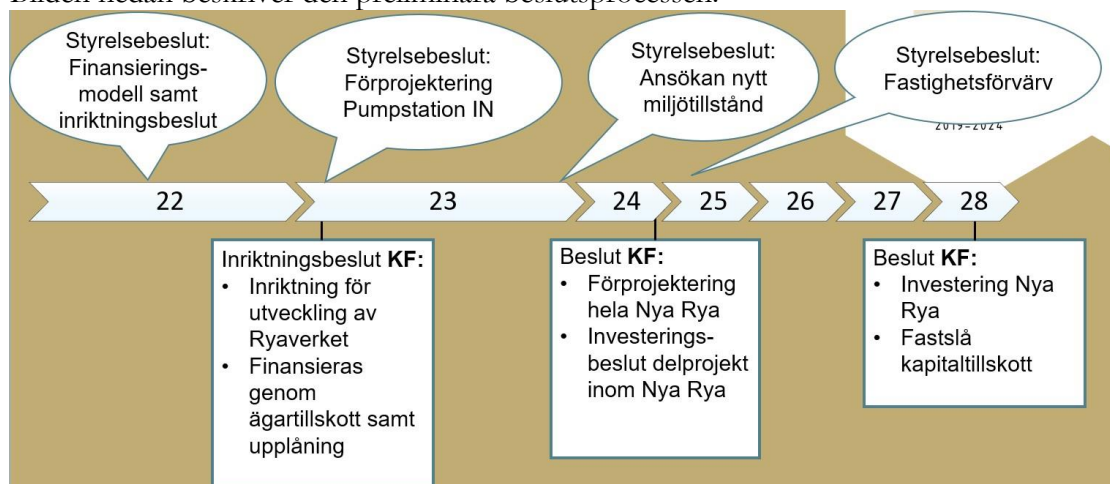 Bilden nedan beskriver den preliminära beslutsprocessen.
Styrelsebeslut:
Finansierings-
modell samt
inriktningsbeslut
Styrelsebeslut:
Förprojektering
Pumpstation IN
Styrelsebeslut:
Ansökan nytt
miljötillstånd
Styrelsebeslut:
Fastighetsförvärv
2019-2024
22
23
24
25
26
27
28
Inriktningsbeslut KF:
• Inriktning för
utveckling av
Ryaverket
• Finansieras
genom
ägartillskott samt
upplåning
Beslut KF:
• Förprojektering
hela Nya Rya
• Investerings-
beslut delprojekt
inom Nya Rya
Beslut KF:
• Investering Nya
Rya
• Fastslå
kapitaltillskott